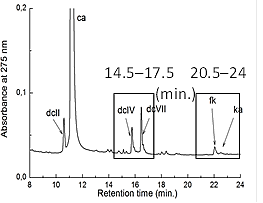 0,2
ca
14.5–17.5
20.5–24
(min.)
dcII
dcIV
dcVII
fk
ka
0,1
0,0
Absorbance at 275 nm
8 10 12 14 16 18 20 22 24
Retention time (min.)